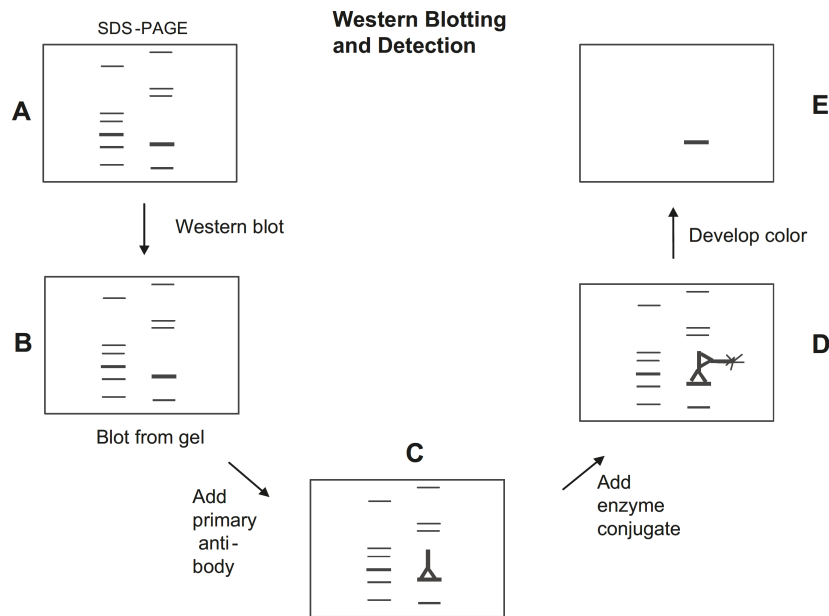 Western Blotting
and Detection
SDS-PAGE
A
Western blot
B
Blot from gel
Add
primary
anti-
body
C
Add
enzyme
conjugate
D
Develop color
E